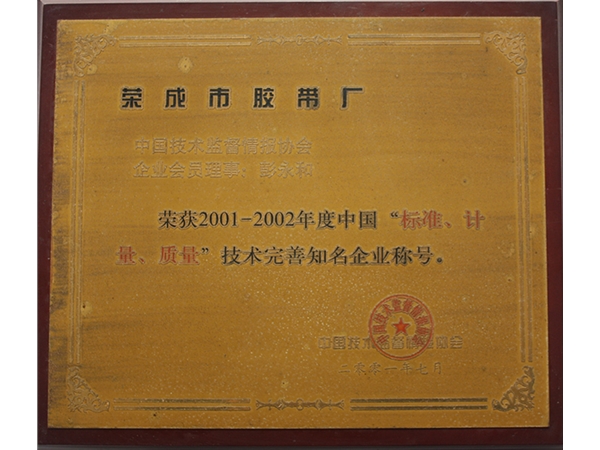 荣成市胶带厂
中国技术监督情报协会
企业会员理事、彭永和
荣获2001-2002年度中国“标准、计
量、质量”技术完善知名企业称号。
中国技术监督情报协会
二零零一年七月